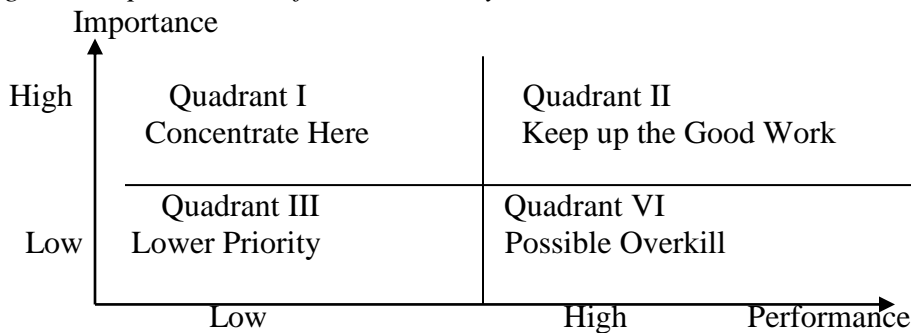 Importance
High Quadrant I Quadrant II
Concentrate Here Keep up the Good Work
Quadrant III Quadrant VI
Low Lower Priority Possible Overkill
Low High Performance